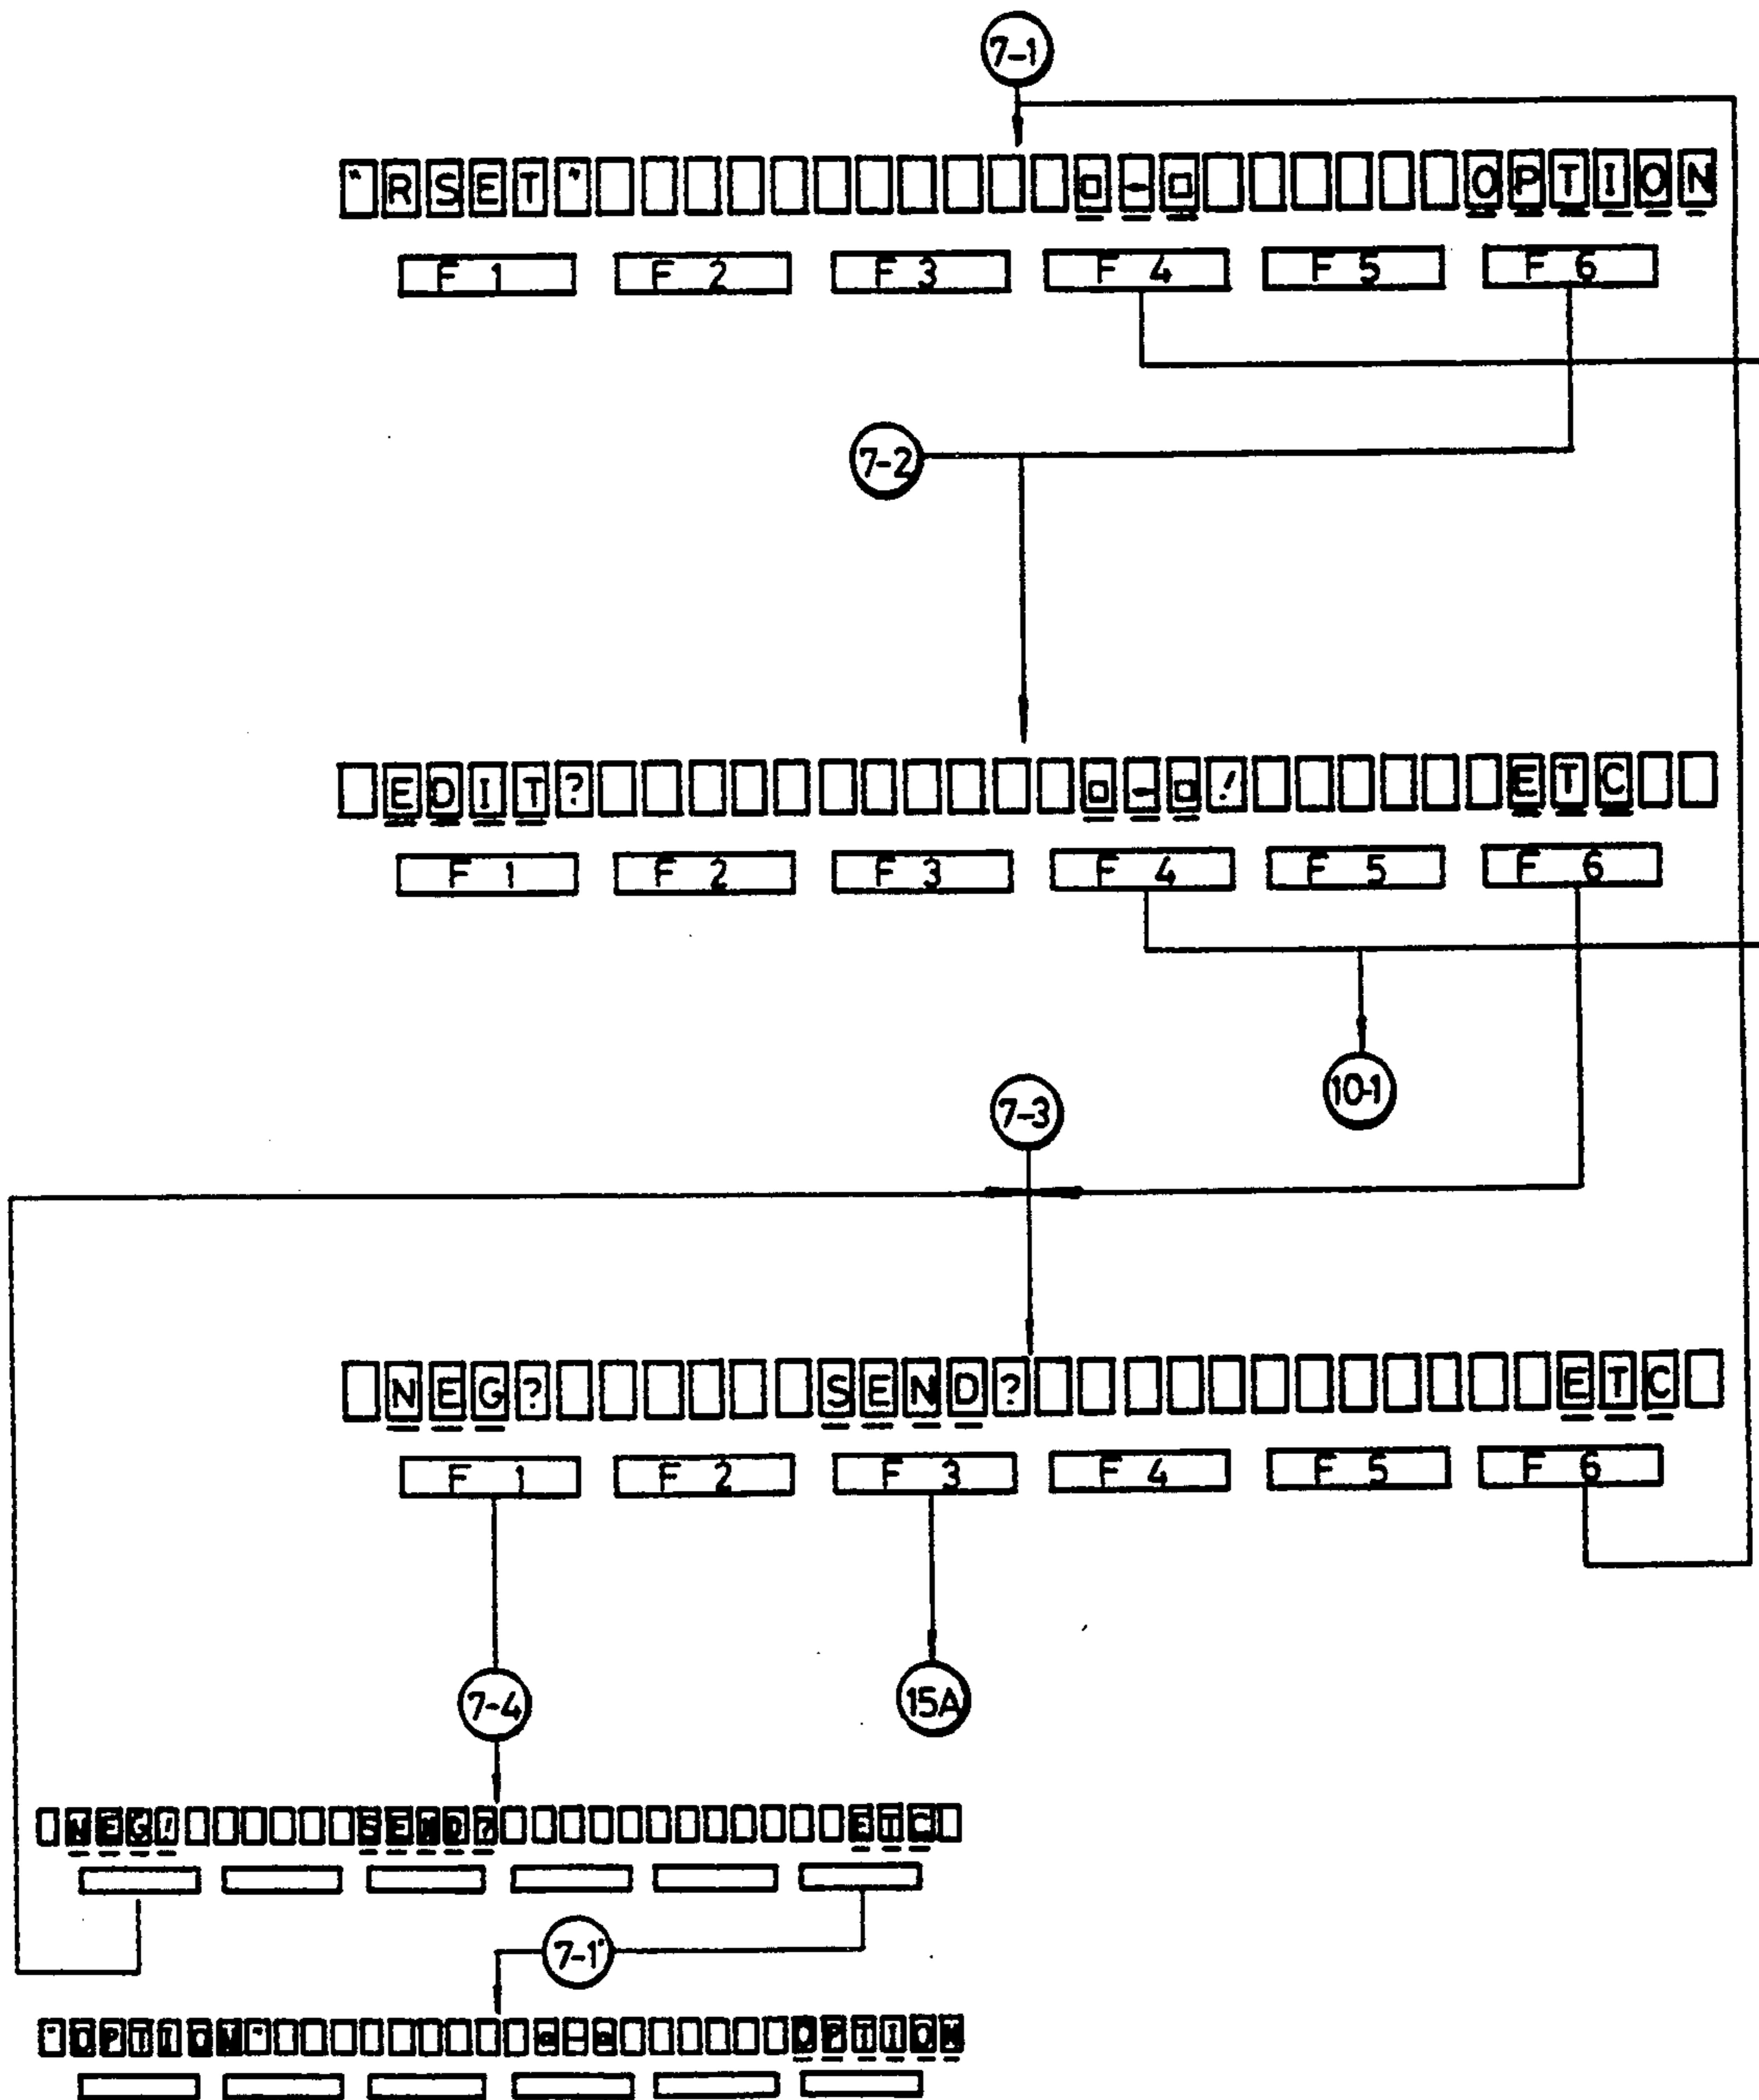 7-1
"RSET" □-□ OPTION
F 1 F 2 F 3 F 4 F 5 F 6
7-2
EDIT? □-□! ETC
F 1 F 2 F 3 F 4 F 5 F 6
10-1
7-3
NEG? SEND? ETC
F 1 F 2 F 3 F 4 F 5 F 6
7-4
15A
NEG! SEND? ETC
7-1'
"OPTION" □-□ OPTION